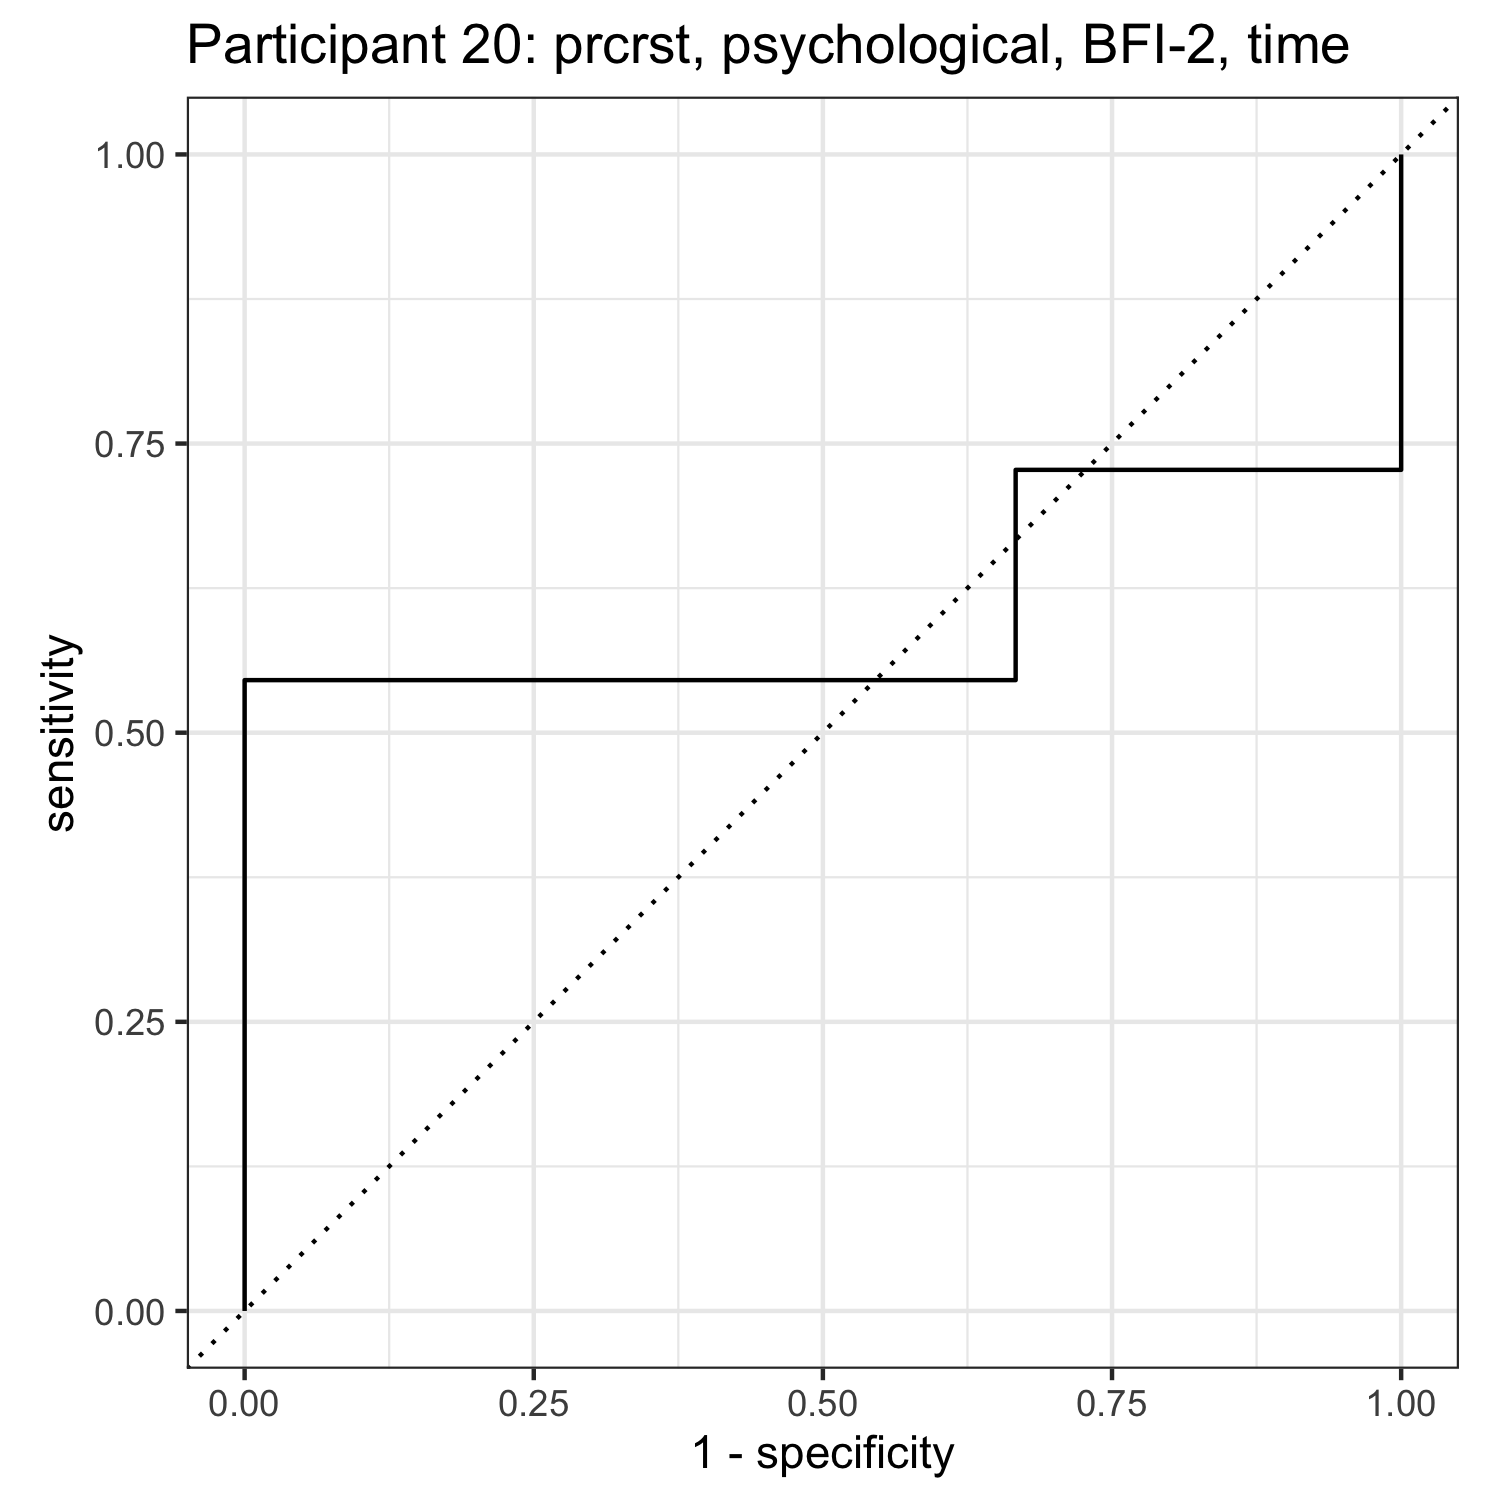 Participant 20: prcrst, psychological, BFI-2, time
1.00
0.75
0.50
0.25
0.00
sensitivity
0.00 0.25 0.50 0.75 1.00
1 - specificity